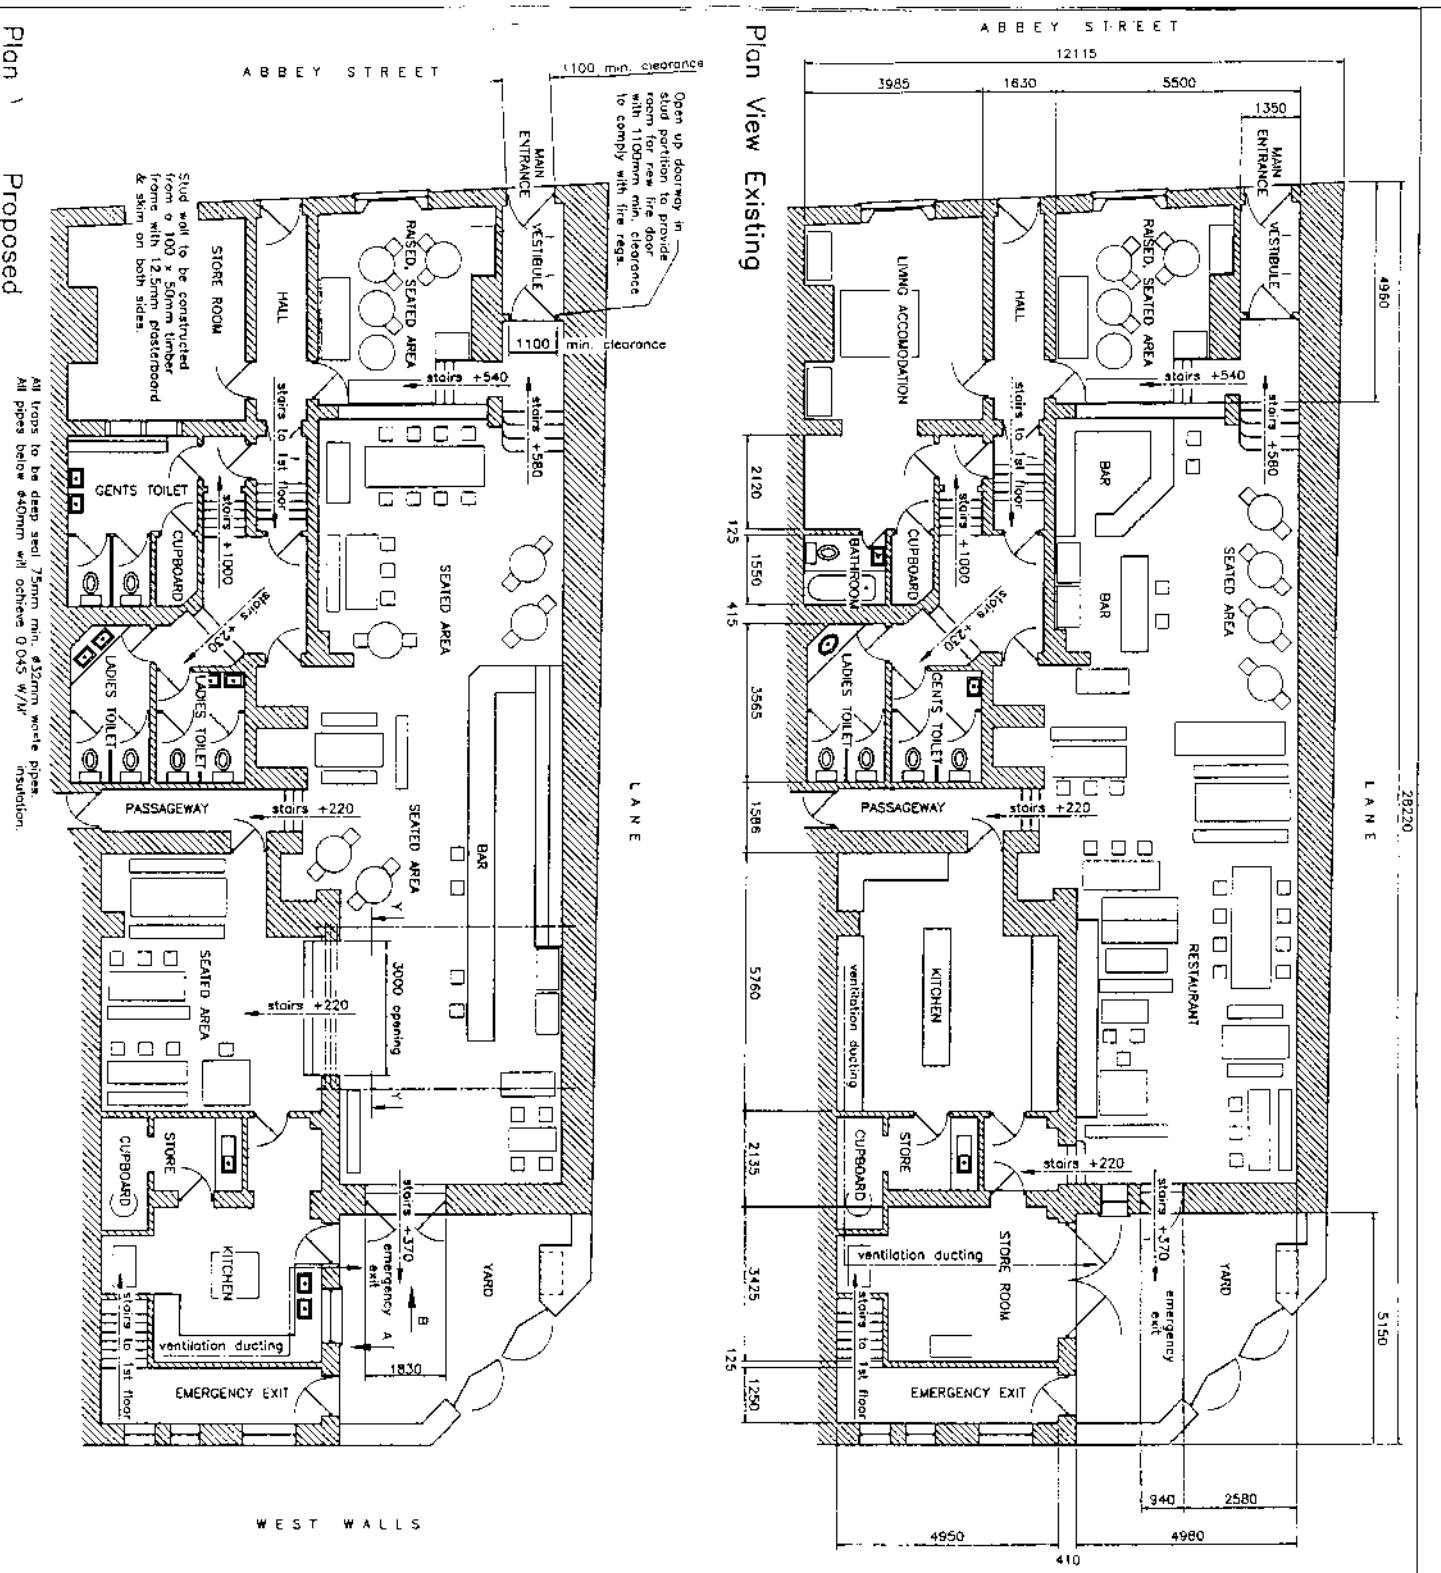 ABBEY STREET
12115
3985
1630
5500
1350
MAIN
ENTRANCE
VESTIBULE
4960
RAISED, SEATED AREA
HALL
LIVING ACCOMODATION
stairs +540
stairs +580
stairs to 1st floor
BAR
BAR
SEATED AREA
stairs +1000
CUPBOARD
BATHROOM
stairs +230
LADIES TOILET
GENTS TOILET
PASSAGEWAY
stairs +220
2120
125
1550
415
3565
1586
5760
2135
3425
125
1250
LANE
28220
RESTAURANT
KITCHEN
ventilation ducting
STORE
CUPBOARD
stairs +220
stairs +370
emergency
exit
YARD
5150
STORE ROOM
ventilation ducting
stairs to 1st floor
EMERGENCY EXIT
940
2580
4950
4980
410
Plan View Existing
ABBEY STREET
1100 min. clearance
Open up doorway in
stud partition to provide
room for new fire door
with 1100mm min. clearance
to comply with fire regs.
MAIN
ENTRANCE
VESTIBULE
1100 min. clearance
RAISED, SEATED AREA
HALL
STORE ROOM
Stud wall to be constructed
from a 100 x 50mm timber
frame with 12.5mm plasterboard
& skim on both sides.
stairs +540
stairs +580
stairs to 1st floor
GENTS TOILET
stairs +1000
CUPBOARD
SEATED AREA
stairs +230
LADIES TOILET
LADIES TOILET
PASSAGEWAY
stairs +220
SEATED AREA
BAR
LANE
Y
Y
3000 opening
stairs +220
SEATED AREA
STORE
CUPBOARD
KITCHEN
stairs +370
emergency
exit
A
B
YARD
1830
ventilation ducting
stairs to 1st floor
EMERGENCY EXIT
WEST WALLS
All traps to be deep seal 75mm min. ø32mm waste pipes.
All pipes below ø40mm will achieve 0.045 W/M insulation.
Plan
Proposed